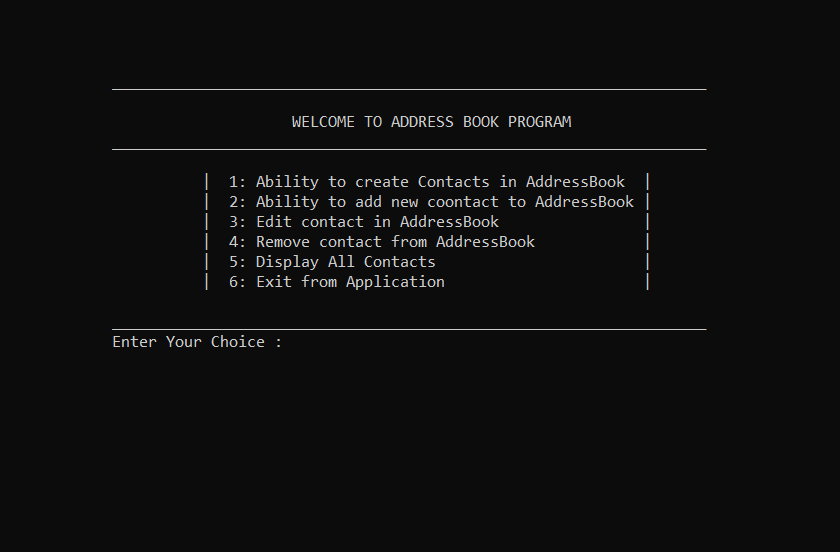 WELCOME TO ADDRESS BOOK PROGRAM
| 1: Ability to create Contacts in AddressBook |
| 2: Ability to add new coontact to AddressBook |
| 3: Edit contact in AddressBook |
| 4: Remove contact from AddressBook |
| 5: Display All Contacts |
| 6: Exit from Application |
Enter Your Choice :